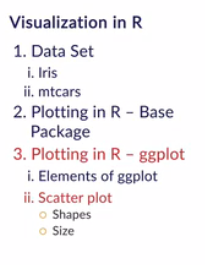 Visualization in R
1. Data Set
i. Iris
ii. mtcars
2. Plotting in R – Base
Package
3. Plotting in R – ggplot
i. Elements of ggplot
ii. Scatter plot
Shapes
Size